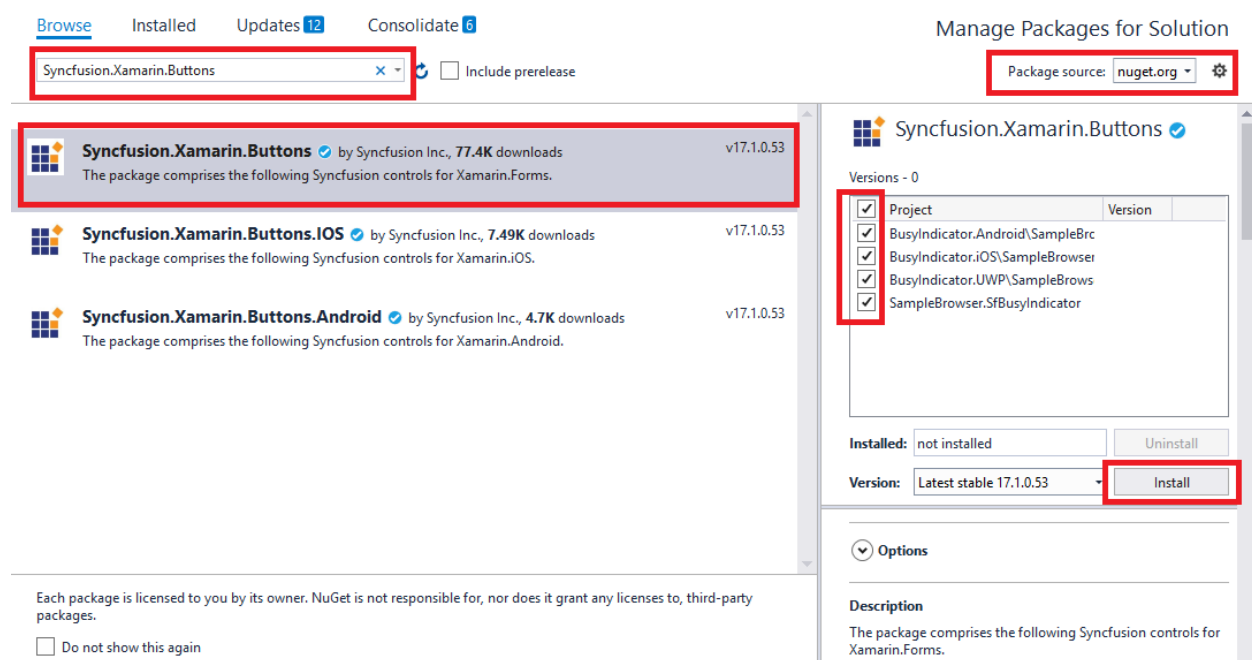 Browse Installed Updates 12 Consolidate 6
Manage Packages for Solution
Syncfusion.Xamarin.Buttons
Include prerelease
Package source: nuget.org
Syncfusion.Xamarin.Buttons by Syncfusion Inc., 77.4K downloads
v17.1.0.53
The package comprises the following Syncfusion controls for Xamarin.Forms.
Syncfusion.Xamarin.Buttons.IOS by Syncfusion Inc., 7.49K downloads
v17.1.0.53
The package comprises the following Syncfusion controls for Xamarin.iOS.
Syncfusion.Xamarin.Buttons.Android by Syncfusion Inc., 4.7K downloads
v17.1.0.53
The package comprises the following Syncfusion controls for Xamarin.Android.
Each package is licensed to you by its owner. NuGet is not responsible for, nor does it grant any licenses to, third-party
packages.
Do not show this again
Syncfusion.Xamarin.Buttons
Versions - 0
Project Version
BusyIndicator.Android\SampleBrc
BusyIndicator.iOS\SampleBrowser
BusyIndicator.UWP\SampleBrows
SampleBrowser.SfBusyIndicator
Installed: not installed Uninstall
Version: Latest stable 17.1.0.53 Install
Options
Description
The package comprises the following Syncfusion controls for
Xamarin.Forms.